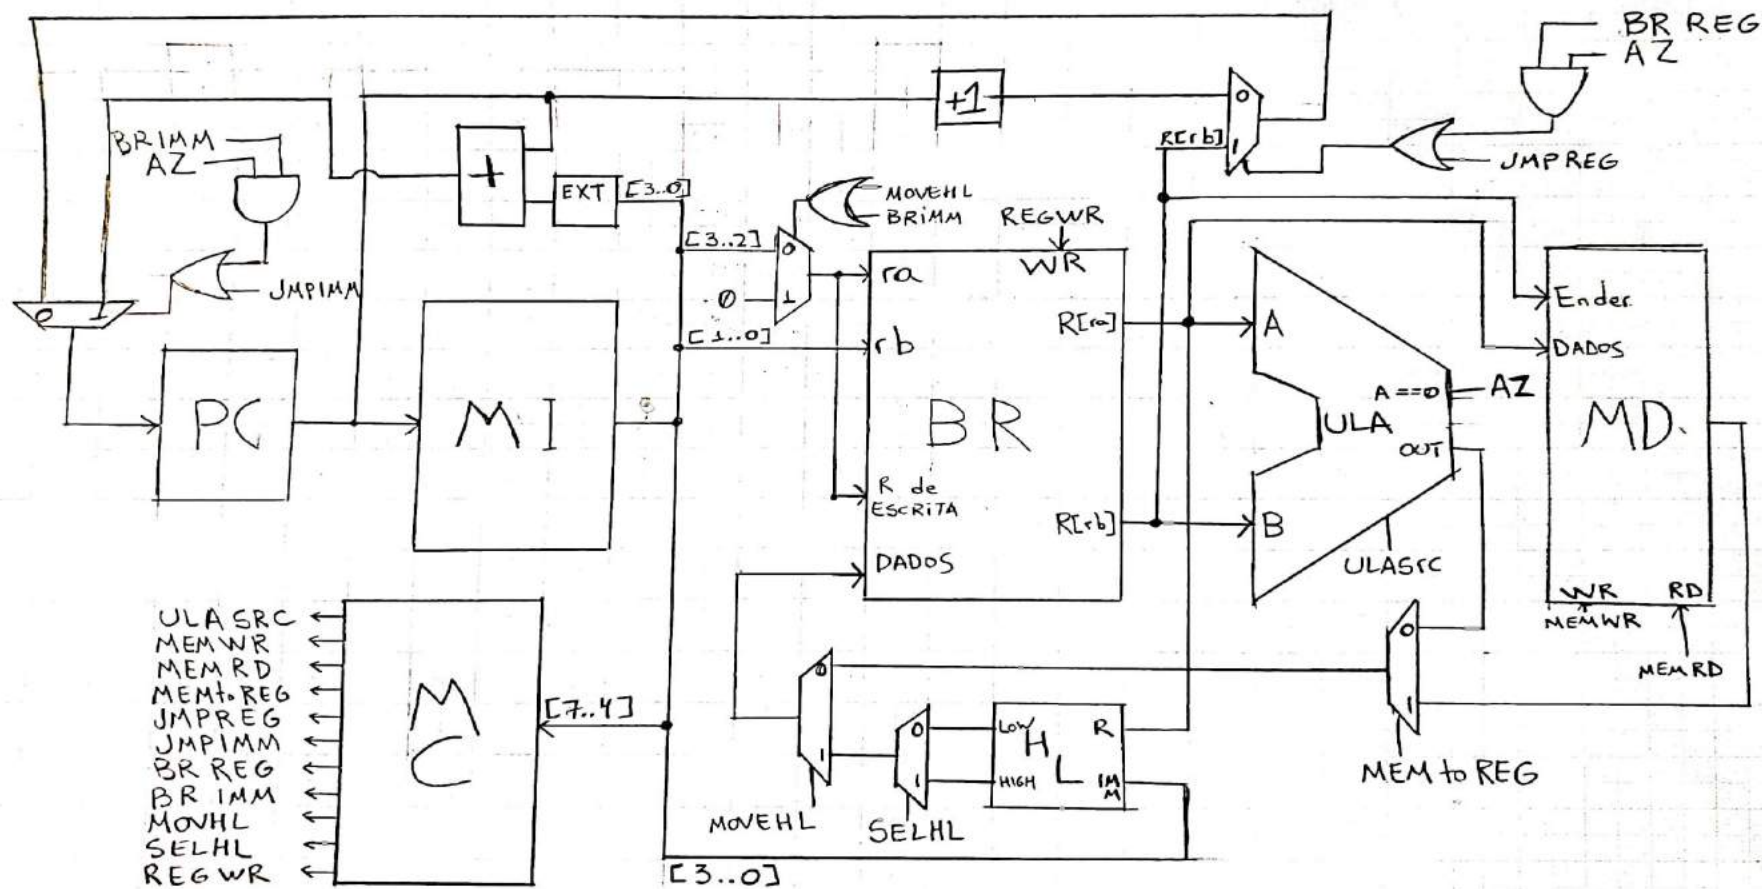 BR REG
AZ
+1
0
R[rb]
1
JMPREG
BRIMM
AZ
+
EXT
[3..0]
MOVEHL
BRIMM
REGWR
[3..2]
0
ra
WR
JMPIMM
0
1
Ø
1
Ender.
[1..0]
rb
R[ra]
A
DADOS
A==0
AZ
PC
MI
8
BR
ULA
MD.
OUT
R de
ESCRITA
R[rb]
B
DADOS
ULASrC
WR
RD
MEMWR
MEMRD
ULASRC
MEMWR
MEMRD
MEMtoREG
JMPREG
JMPIMM
BR REG
BR IMM
MOVHL
SELHL
REGWR
MC
[7..4]
0
1
MOVEHL
0
1
SELHL
LOW
HIGH
HL
R
IMM
0
1
MEM to REG
[3..0]